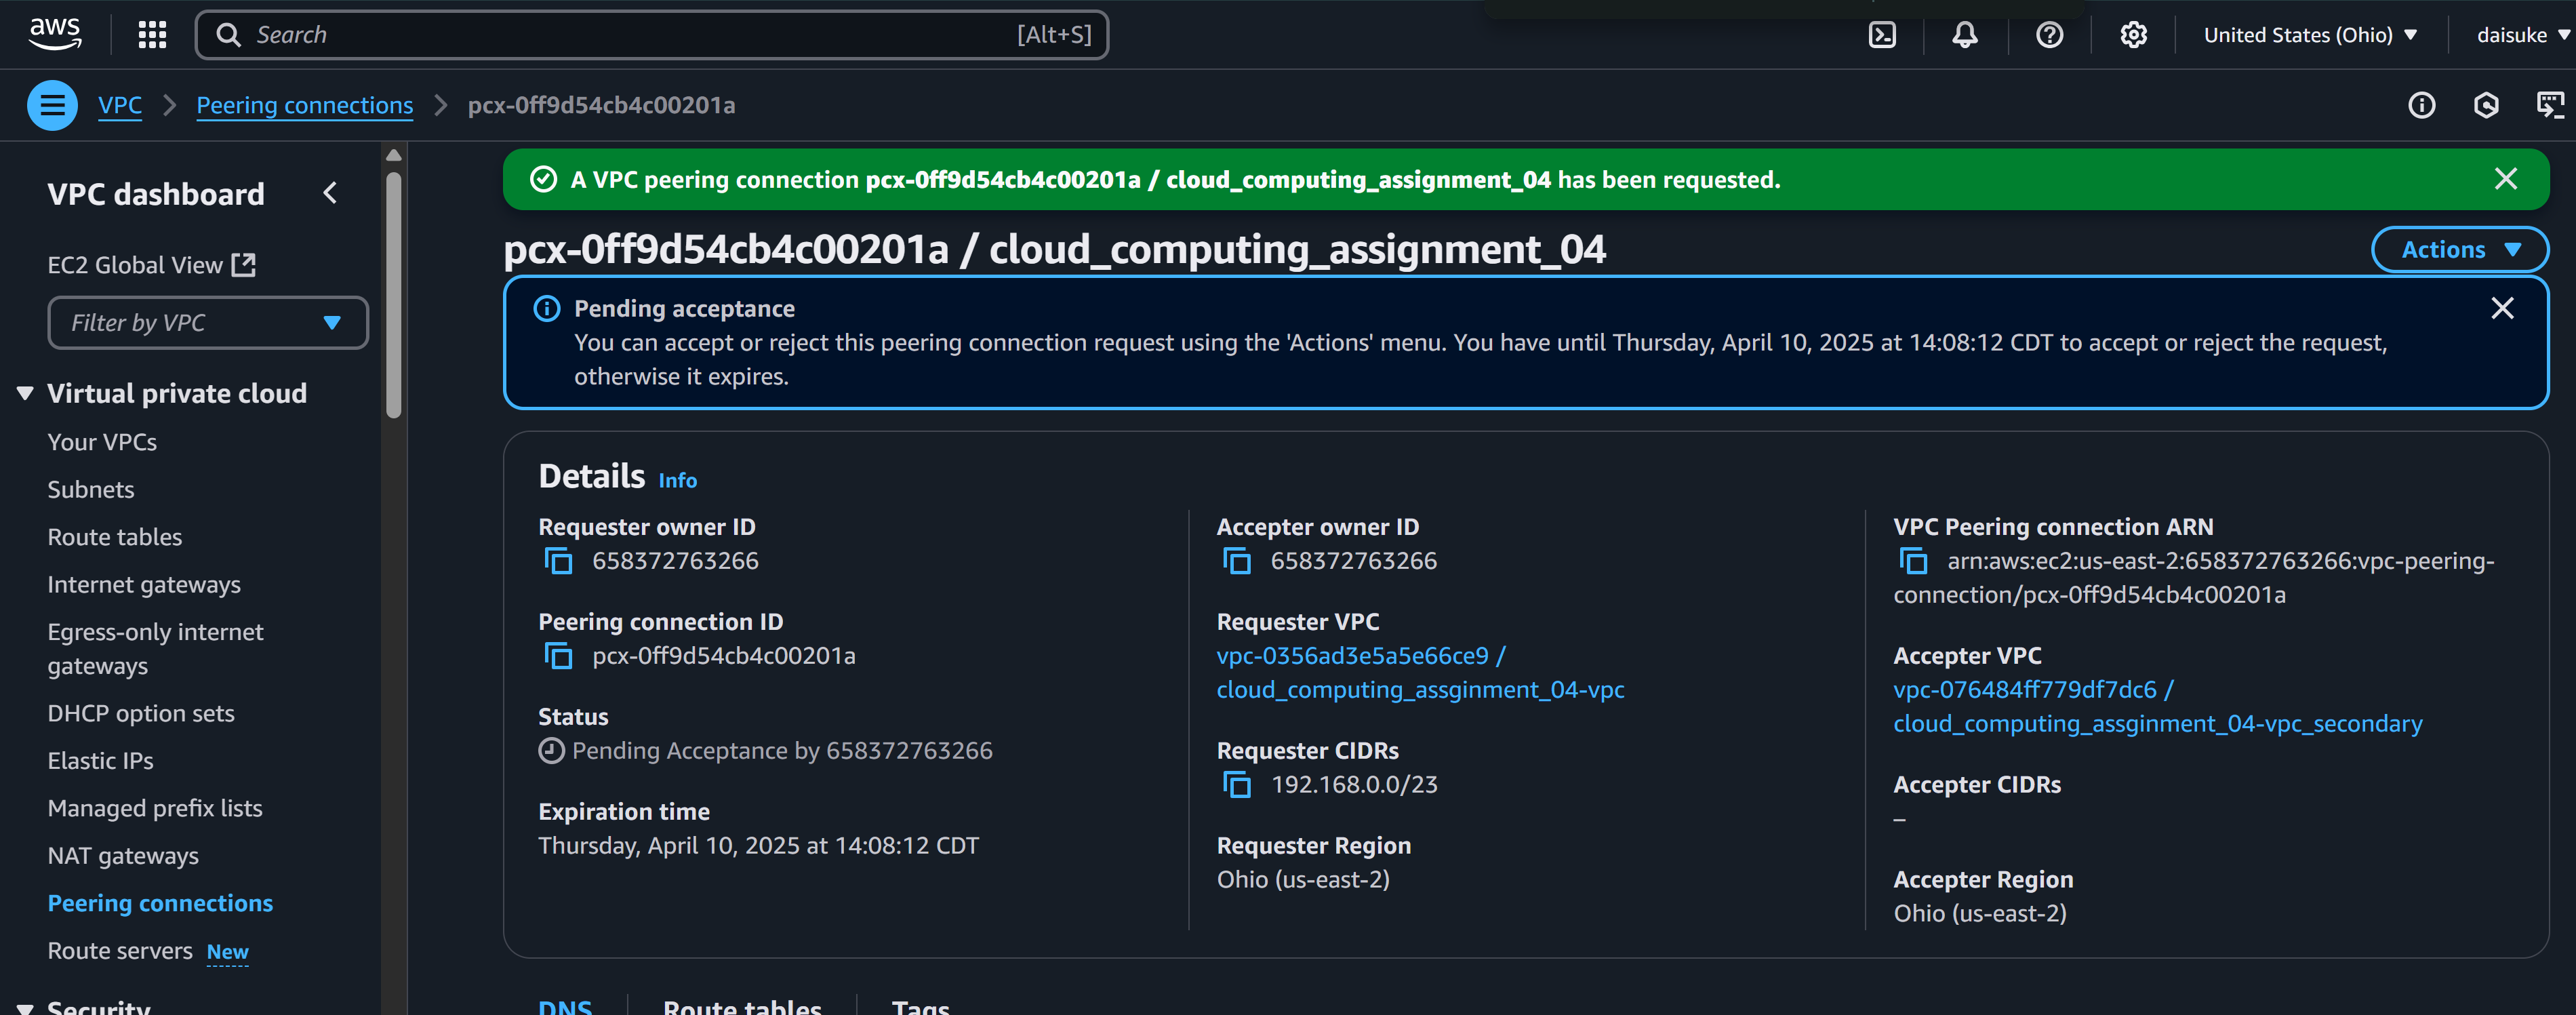 aws
Search
[Alt+S]
United States (Ohio)
daisuke
VPC
Peering connections
pcx-0ff9d54cb4c00201a
VPC dashboard
EC2 Global View
Filter by VPC
Virtual private cloud
Your VPCs
Subnets
Route tables
Internet gateways
Egress-only internet
gateways
DHCP option sets
Elastic IPs
Managed prefix lists
NAT gateways
Peering connections
Route servers New
Security
A VPC peering connection pcx-0ff9d54cb4c00201a / cloud_computing_assignment_04 has been requested.
pcx-0ff9d54cb4c00201a / cloud_computing_assignment_04
Actions
Pending acceptance
You can accept or reject this peering connection request using the 'Actions' menu. You have until Thursday, April 10, 2025 at 14:08:12 CDT to accept or reject the request,
otherwise it expires.
Details Info
Requester owner ID
658372763266
Peering connection ID
pcx-0ff9d54cb4c00201a
Status
Pending Acceptance by 658372763266
Expiration time
Thursday, April 10, 2025 at 14:08:12 CDT
Accepter owner ID
658372763266
Requester VPC
vpc-0356ad3e5a5e66ce9 /
cloud_computing_assginment_04-vpc
Requester CIDRs
192.168.0.0/23
Requester Region
Ohio (us-east-2)
VPC Peering connection ARN
arn:aws:ec2:us-east-2:658372763266:vpc-peering-
connection/pcx-0ff9d54cb4c00201a
Accepter VPC
vpc-076484ff779df7dc6 /
cloud_computing_assginment_04-vpc_secondary
Accepter CIDRs
–
Accepter Region
Ohio (us-east-2)
DNS
Route tables
Tags